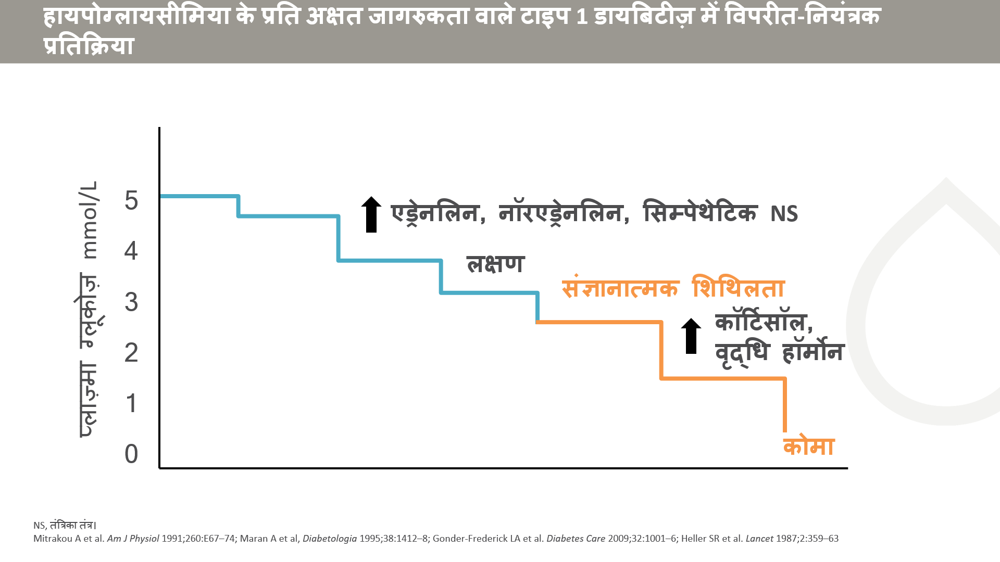 हायपोग्लायसीमिया के प्रति अक्षत जागरुकता वाले टाइप 1 डायबिटीज़ में विपरीत-नियंत्रक
प्रतिक्रिया
प्लाज़मा ग्लूकोज़ mmol/L
5
4
3
2
1
0
एड्रेनलिन, नॉरएड्रेनलिन, सिम्पेथेटिक NS
लक्षण
संज्ञानात्मक शिथिलता
कॉर्टिसॉल,
वृद्धि हॉर्मोन
कोमा
NS, तंत्रिका तंत्र।
Mitrakou A et al. Am J Physiol 1991;260:E67–74; Maran A et al, Diabetologia 1995;38:1412–8; Gonder-Frederick LA et al. Diabetes Care 2009;32:1001–6; Heller SR et al. Lancet 1987;2:359–63